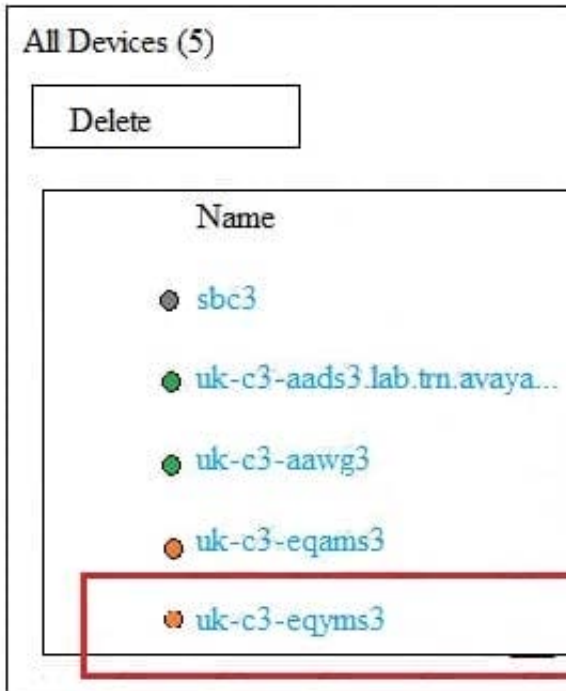 All Devices (5)
Delete
Name
sbc3
uk-c3-aads3.lab.trn.avaya...
uk-c3-aawg3
uk-c3-eqams3
uk-c3-eqyms3